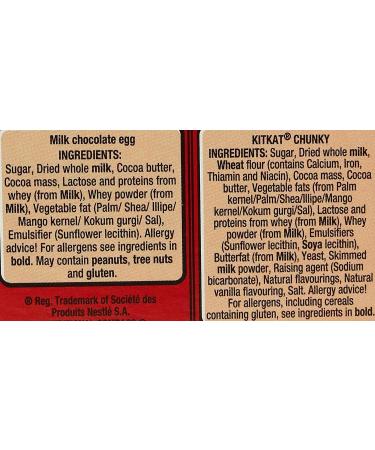 Milk chocolate egg
INGREDIENTS:
Sugar, Dried whole milk, Cocoa butter,
Cocoa mass, Lactose and proteins from
whey (from Milk), Whey powder (from
Milk), Vegetable fat (Palm/ Shea/ Illipe/
Mango kernel/ Kokum gurgi/ Sal),
Emulsifier (Sunflower lecithin). Allergy
advice! For allergens see ingredients in
bold. May contain peanuts, tree nuts
and gluten.
® Reg. Trademark of Société des
Produits Nestlé S.A.
KITKAT® CHUNKY
INGREDIENTS: Sugar, Dried whole milk,
Wheat flour (contains Calcium, Iron,
Thiamin and Niacin), Cocoa mass, Cocoa
butter, Vegetable fats (from Palm
kernel/Palm/Shea/Illipe/Mango
kernel/Kokum gurgi/Sal), Lactose and
proteins from whey (from Milk), Whey
powder (from Milk), Emulsifiers
(Sunflower lecithin, Soya lecithin),
Butterfat (from Milk), Yeast, Skimmed
milk powder, Raising agent (Sodium
bicarbonate), Natural flavourings, Natural
vanilla flavouring, Salt. Allergy advice!
For allergens, including cereals
containing gluten, see ingredients in bold.